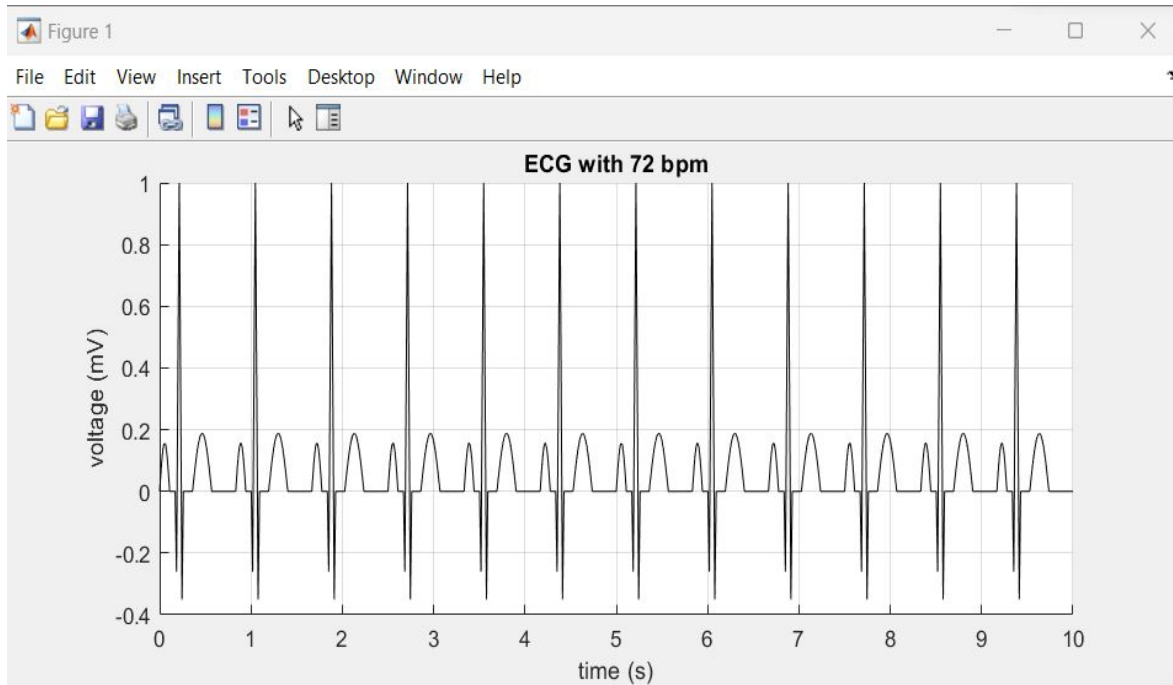 Figure 1
File Edit View Insert Tools Desktop Window Help
ECG with 72 bpm
1
0.8
0.6
0.4
0.2
0
-0.2
-0.4
voltage (mV)
0 1 2 3 4 5 6 7 8 9 10
time (s)